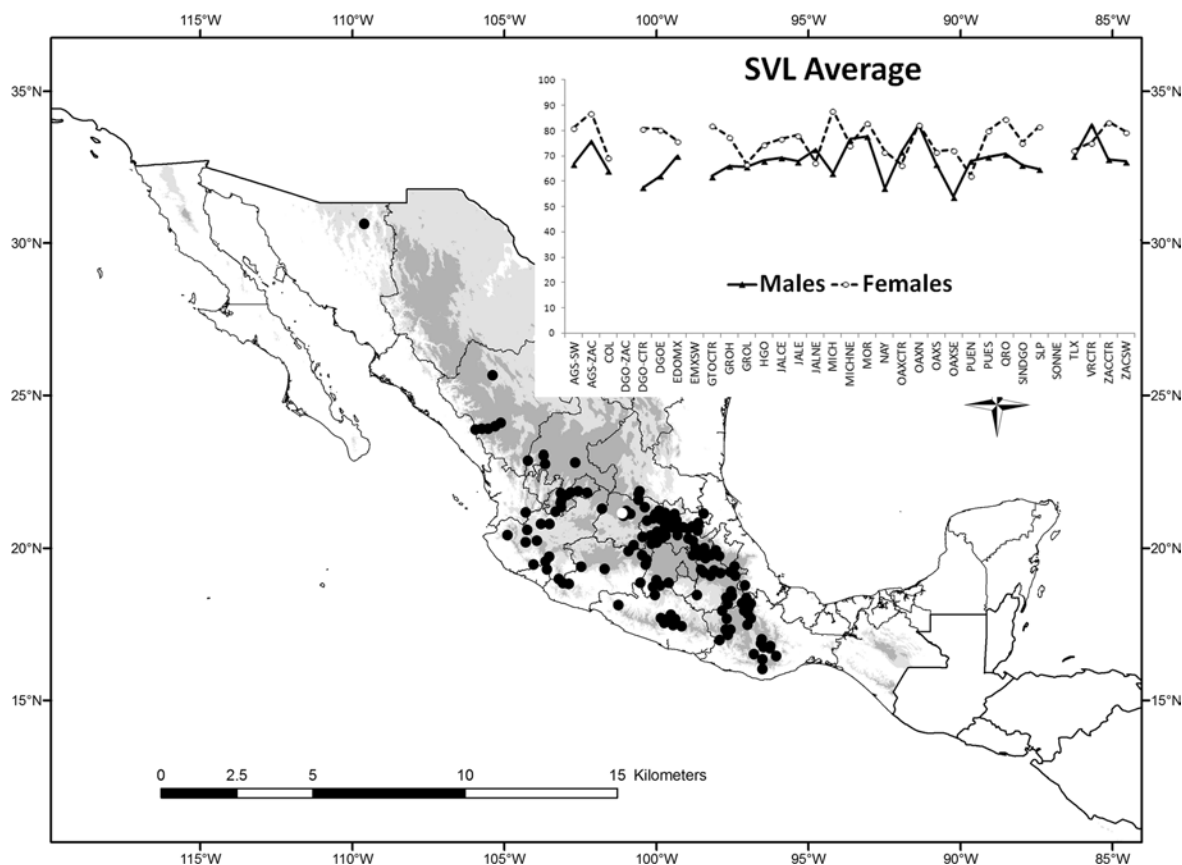 115°W 110°W 105°W 100°W 95°W 90°W 85°W
SVL Average
100
90
80
70
60
50
40
30
20
10
0
Males Females
AGS-SW
AGS-ZAC
COL
DGO-ZAC
DGO-CTR
DGOE
EDOMX
EMXSW
GTOCTR
GROH
GROL
HGO
JALCE
JALE
JALNE
MICH
MICHNE
MOR
NAY
OAXCTR
OAXN
OAXS
OAXSE
PUEN
PUES
QRO
SINDGO
SLP
SONNE
TLX
VRCTR
ZACCTR
ZACSW
35°N 35°N
30°N 30°N
25°N 25°N
20°N 20°N
15°N 15°N
0 2.5 5 10 15 Kilometers
115°W 110°W 105°W 100°W 95°W 90°W 85°W